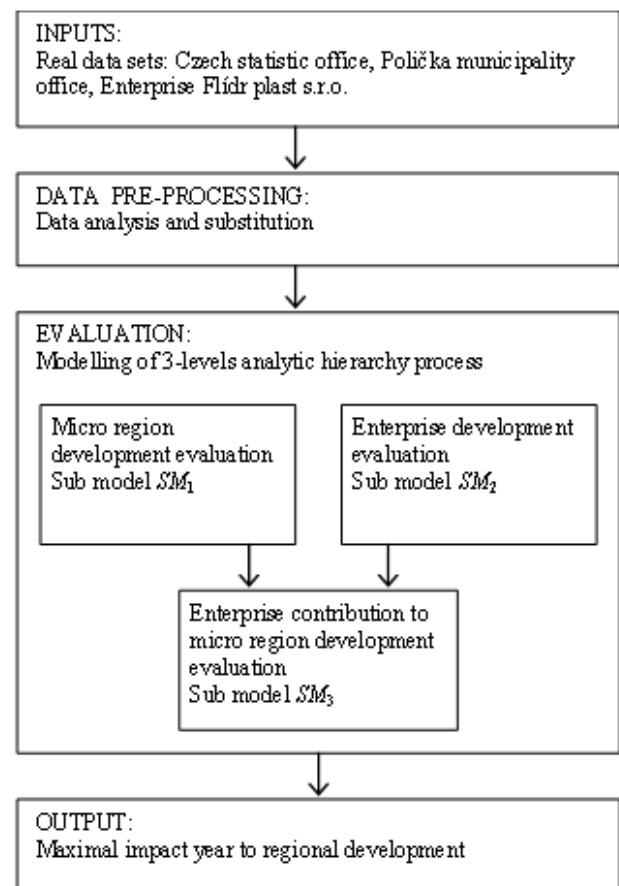 INPUTS:
Real data sets: Czech statistic office, Polička municipality
office, Enterprise Flídr plast s.r.o.
DATA PRE-PROCESSING:
Data analysis and substitution
EVALUATION:
Modelling of 3-levels analytic hierarchy process
Micro region
development evaluation
Sub model SM1
Enterprise development
evaluation
Sub model SM2
Enterprise contribution to
micro region development
evaluation
Sub model SM3
OUTPUT:
Maximal impact year to regional development